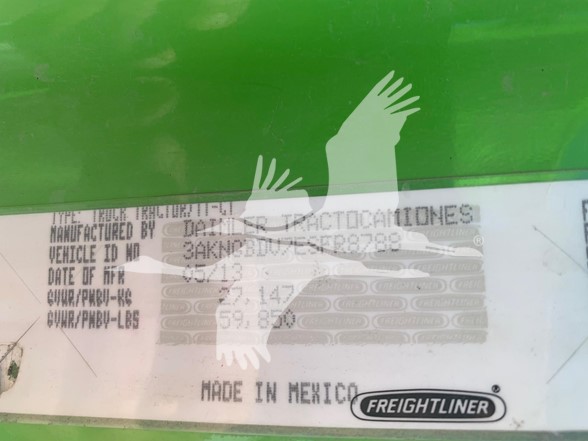 TYPE: TRUCK TRACTOR/TT-CT
MANUFACTURED BY DAIMLER TRACTOCAMIONES
VEHICLE ID NO
DATE OF MFR 05/13
GVWR/PNBV-KG 27,147
GVWR/PNBV-LBS 59,850
MADE IN MEXICO FREIGHTLINER®